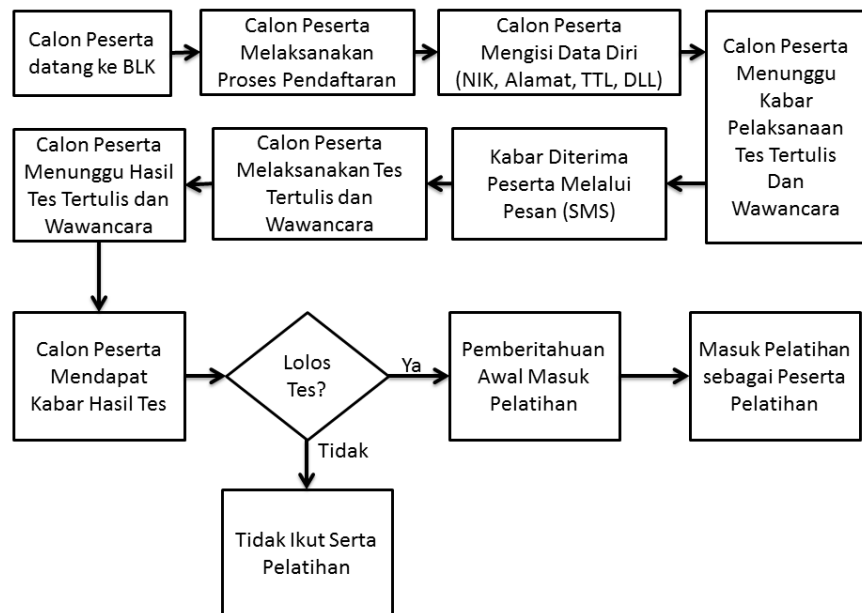 Calon Peserta
datang ke BLK
Calon Peserta
Melaksanakan
Proses Pendaftaran
Calon Peserta
Mengisi Data Diri
(NIK, Alamat, TTL, DLL)
Calon Peserta
Menunggu
Kabar
Pelaksanaan
Tes Tertulis
Dan
Wawancara
Kabar Diterima
Peserta Melalui
Pesan (SMS)
Calon Peserta
Melaksanakan Tes
Tertulis dan
Wawancara
Calon Peserta
Menunggu Hasil
Tes Tertulis dan
Wawancara
Calon Peserta
Mendapat
Kabar Hasil Tes
Lolos
Tes?
Ya
Pemberitahuan
Awal Masuk
Pelatihan
Masuk Pelatihan
sebagai Peserta
Pelatihan
Tidak
Tidak Ikut Serta
Pelatihan